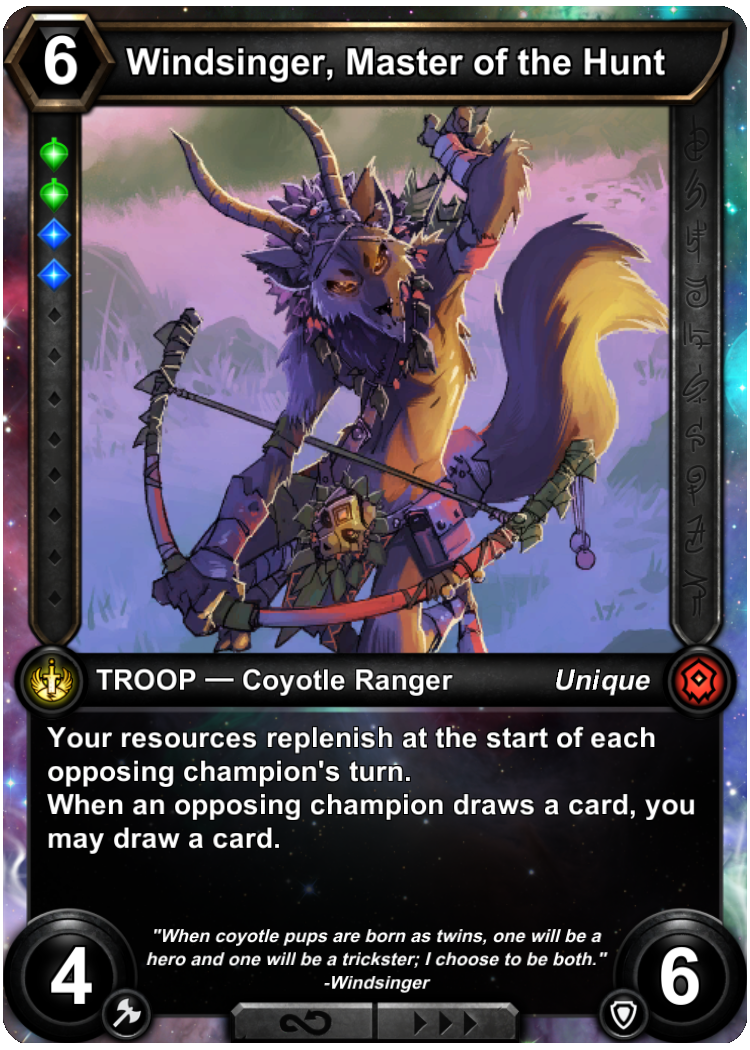 6 Windsinger, Master of the Hunt
TROOP — Coyotle Ranger Unique
Your resources replenish at the start of each
opposing champion's turn.
When an opposing champion draws a card, you
may draw a card.
"When coyotle pups are born as twins, one will be a
hero and one will be a trickster; I choose to be both."
-Windsinger
4 6